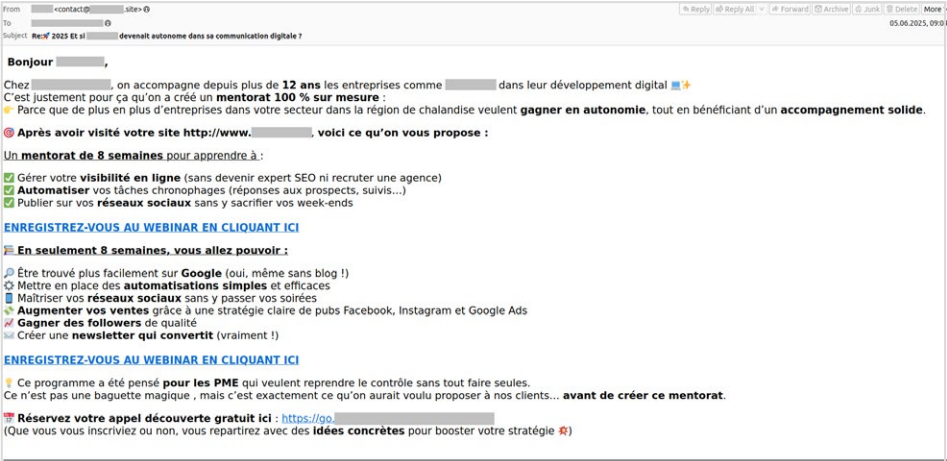 From <contact@ .site>
Reply Reply All Forward Archive Junk Delete More
To 05.06.2025, 09:0
Subject Re:🚀 2025 Et si devenait autonome dans sa communication digitale ?
Bonjour ,
Chez , on accompagne depuis plus de 12 ans les entreprises comme dans leur développement digital 💻✨
C’est justement pour ça qu’on a créé un mentorat 100 % sur mesure :
👉 Parce que de plus en plus d’entreprises dans votre secteur dans la région de chalandise veulent gagner en autonomie, tout en bénéficiant d’un accompagnement solide.
🎯 Après avoir visité votre site http://www. , voici ce qu’on vous propose :
Un mentorat de 8 semaines pour apprendre à :
✅ Gérer votre visibilité en ligne (sans devenir expert SEO ni recruter une agence)
✅ Automatiser vos tâches chronophages (réponses aux prospects, suivis…)
✅ Publier sur vos réseaux sociaux sans y sacrifier vos week-ends
ENREGISTREZ-VOUS AU WEBINAR EN CLIQUANT ICI
📚 En seulement 8 semaines, vous allez pouvoir :
🔎 Être trouvé plus facilement sur Google (oui, même sans blog !)
⚙️ Mettre en place des automatisations simples et efficaces
📱 Maîtriser vos réseaux sociaux sans y passer vos soirées
💸 Augmenter vos ventes grâce à une stratégie claire de pubs Facebook, Instagram et Google Ads
📈 Gagner des followers de qualité
✉️ Créer une newsletter qui convertit (vraiment !)
ENREGISTREZ-VOUS AU WEBINAR EN CLIQUANT ICI
💡 Ce programme a été pensé pour les PME qui veulent reprendre le contrôle sans tout faire seules.
Ce n’est pas une baguette magique , mais c’est exactement ce qu’on aurait voulu proposer à nos clients… avant de créer ce mentorat.
📅 Réservez votre appel découverte gratuit ici : https://go.
(Que vous vous inscriviez ou non, vous repartirez avec des idées concrètes pour booster votre stratégie 💥)